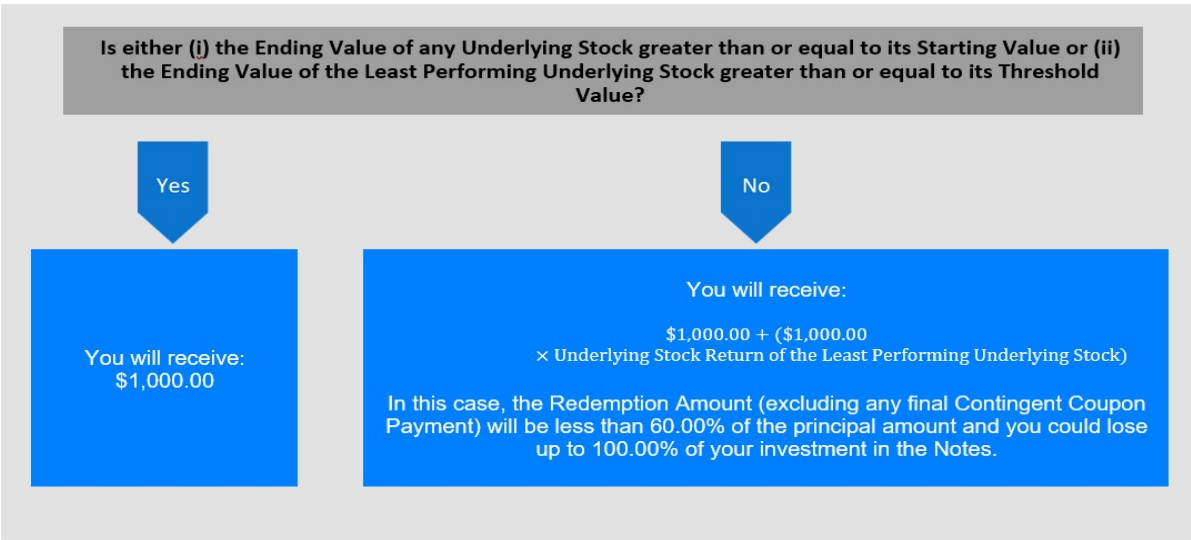 Is either (i) the Ending Value of any Underlying Stock greater than or equal to its Starting Value or (ii)
the Ending Value of the Least Performing Underlying Stock greater than or equal to its Threshold
Value?
Yes
No
You will receive:
$1,000.00
You will receive:
$1,000.00 + ($1,000.00
× Underlying Stock Return of the Least Performing Underlying Stock)
In this case, the Redemption Amount (excluding any final Contingent Coupon
Payment) will be less than 60.00% of the principal amount and you could lose
up to 100.00% of your investment in the Notes.